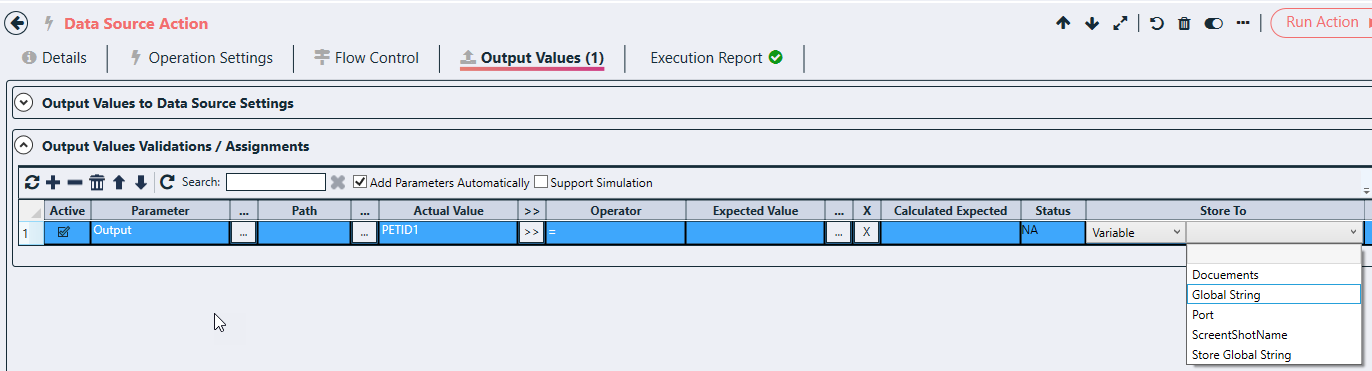 Data Source Action
Run Action
Details
Operation Settings
Flow Control
Output Values (1)
Execution Report
Output Values to Data Source Settings
Output Values Validations / Assignments
Search:
Add Parameters Automatically
Support Simulation
Active Parameter ... Path ... Actual Value >> Operator Expected Value ... X Calculated Expected Status Store To
1 Output ... ... PETID1 >> = ... X NA Variable
Docuements
Global String
Port
ScreentShotName
Store Global String